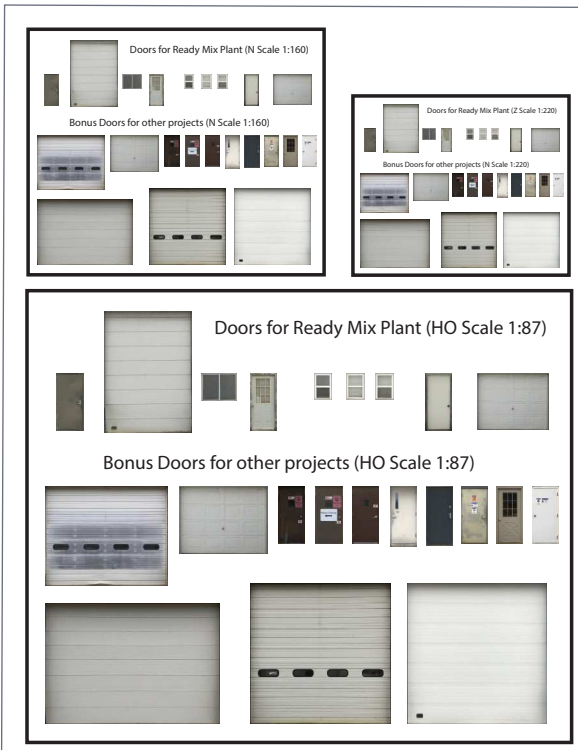 Doors for Ready Mix Plant (N Scale 1:160)
Bonus Doors for other projects (N Scale 1:160)
Doors for Ready Mix Plant (Z Scale 1:220)
Bonus Doors for other projects (N Scale 1:220)
Doors for Ready Mix Plant (HO Scale 1:87)
Bonus Doors for other projects (HO Scale 1:87)